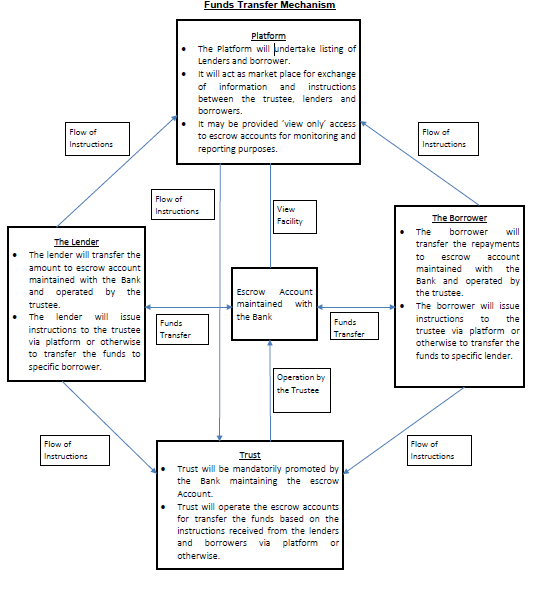 Funds Transfer Mechanism
Platform
• The Platform will undertake listing of
Lenders and borrower.
• It will act as market place for exchange
of information and instructions
between the trustee, lenders and
borrowers.
• It may be provided 'view only' access
to escrow accounts for monitoring and
reporting purposes.
Flow of
Instructions
Flow of
Instructions
Flow of
Instructions
View
Facility
The Lender
• The lender will transfer the
amount to escrow account
maintained with the Bank
and operated by the
trustee.
• The lender will issue
instructions to the trustee
via platform or otherwise
to transfer the funds to
specific borrower.
Escrow Account
maintained with
the Bank
The Borrower
• The borrower will
transfer the repayments
to escrow account
maintained with the
Bank and operated by
the trustee.
• The borrower will issue
instructions to the
trustee via platform or
otherwise to transfer the
funds to specific lender.
Funds
Transfer
Funds
Transfer
Operation by
the Trustee
Flow of
Instructions
Flow of
Instructions
Trust
• Trust will be mandatorily promoted by
the Bank maintaining the escrow
Account.
• Trust will operate the escrow accounts
for transfer the funds based on the
instructions received from the lenders
and borrowers via platform or
otherwise.